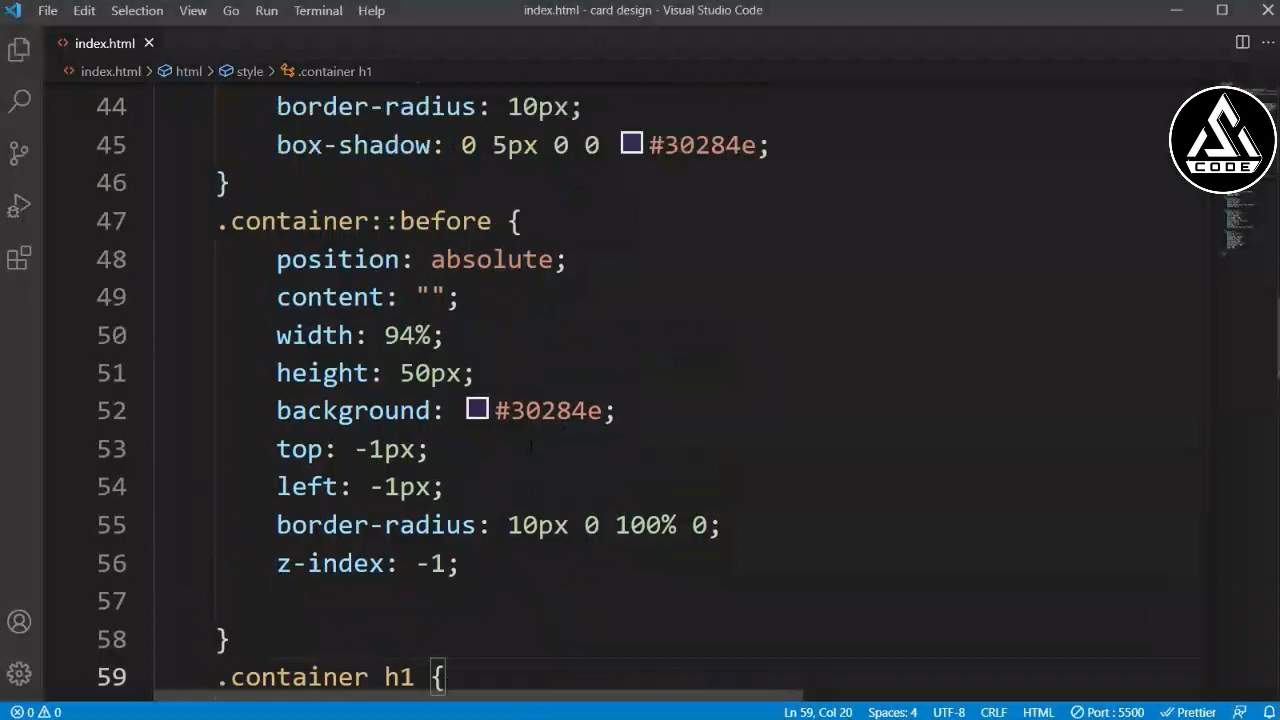 File Edit Selection View Go Run Terminal Help index.html - card design - Visual Studio Code
index.html
index.html > html > style > .container h1
44 border-radius: 10px;
45 box-shadow: 0 5px 0 0 #30284e;
46 }
47 .container::before {
48 position: absolute;
49 content: "";
50 width: 94%;
51 height: 50px;
52 background: #30284e;
53 top: -1px;
54 left: -1px;
55 border-radius: 10px 0 100% 0;
56 z-index: -1;
57
58 }
59 .container h1 {
CODE
0 0 Ln 59, Col 20 Spaces: 4 UTF-8 CRLF HTML Port : 5500 Prettier